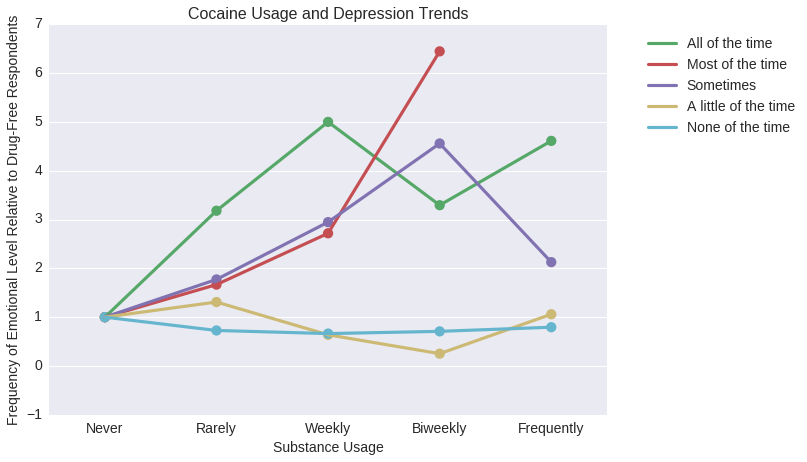 Cocaine Usage and Depression Trends
Frequency of Emotional Level Relative to Drug-Free Respondents
7
6
5
4
3
2
1
0
−1
Never Rarely Weekly Biweekly Frequently
Substance Usage
All of the time
Most of the time
Sometimes
A little of the time
None of the time